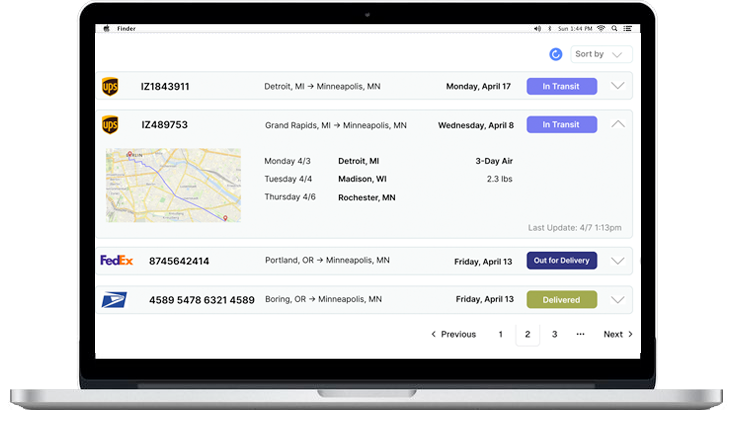 Finder
Sun 1:44 PM
Sort by
ups IZ1843911 Detroit, MI → Minneapolis, MN Monday, April 17 In Transit
ups IZ489753 Grand Rapids, MI → Minneapolis, MN Wednesday, April 8 In Transit
Monday 4/3 Detroit, MI 3-Day Air
Tuesday 4/4 Madison, WI 2.3 lbs
Thursday 4/6 Rochester, MN
Last Update: 4/7 1:13pm
FedEx 8745642414 Portland, OR → Minneapolis, MN Friday, April 13 Out for Delivery
4589 5478 6321 4589 Boring, OR → Minneapolis, MN Friday, April 13 Delivered
< Previous 1 2 3 ••• Next >